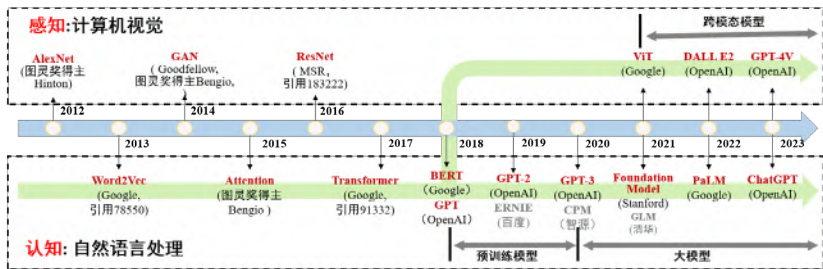 感知:计算机视觉
跨模态模型
AlexNet
(图灵奖得主
Hinton)
GAN
( Goodfellow,
图灵奖得主Bengio,
)
ResNet
( MSR,
引用183222)
ViT
(Google)
DALL E2
(OpenAI)
GPT-4V
(OpenAI)
2012
2014
2016
2013
2015
2017
2018
2019
2020
2021
2022
2023
Word2Vec
(Google,
引用78550)
Attention
(图灵奖得主
Bengio )
Transformer
(Google,
引用91332)
BERT
(Google)
GPT
(OpenAI)
GPT-2
(OpenAI)
ERNIE
(百度)
GPT-3
(OpenAI)
CPM
(智源)
Foundation
Model
(Stanford)
GLM
(清华)
PaLM
(Google)
ChatGPT
(OpenAI)
认知: 自然语言处理
预训练模型
大模型